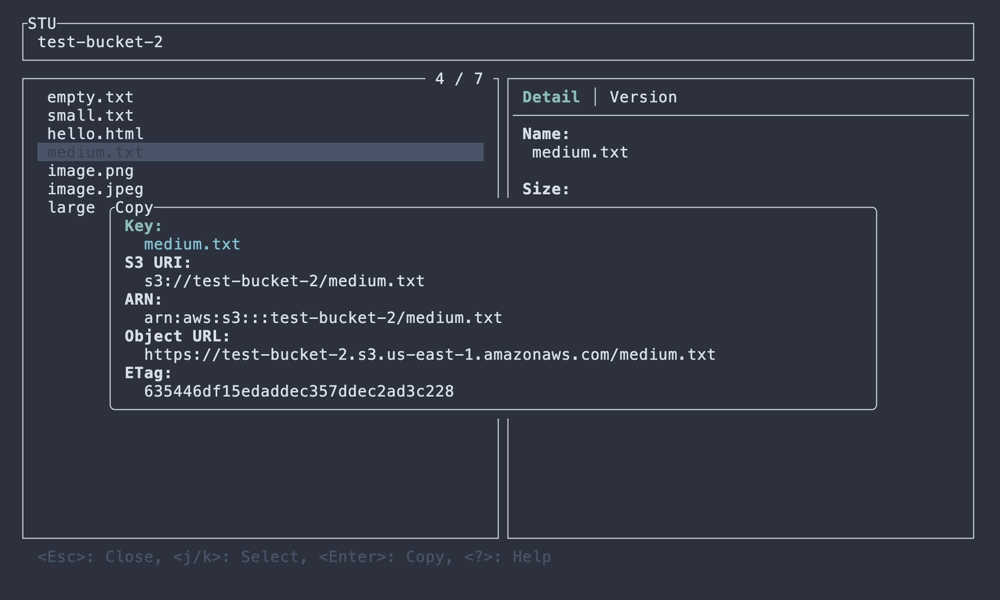 STU
test-bucket-2
4 / 7
empty.txt
small.txt
hello.html
medium.txt
image.png
image.jpeg
large
Detail | Version
Name:
medium.txt
Size:
Copy
Key:
medium.txt
S3 URI:
s3://test-bucket-2/medium.txt
ARN:
arn:aws:s3:::test-bucket-2/medium.txt
Object URL:
https://test-bucket-2.s3.us-east-1.amazonaws.com/medium.txt
ETag:
635446df15edaddec357ddec2ad3c228
<Esc>: Close, <j/k>: Select, <Enter>: Copy, <?>: Help